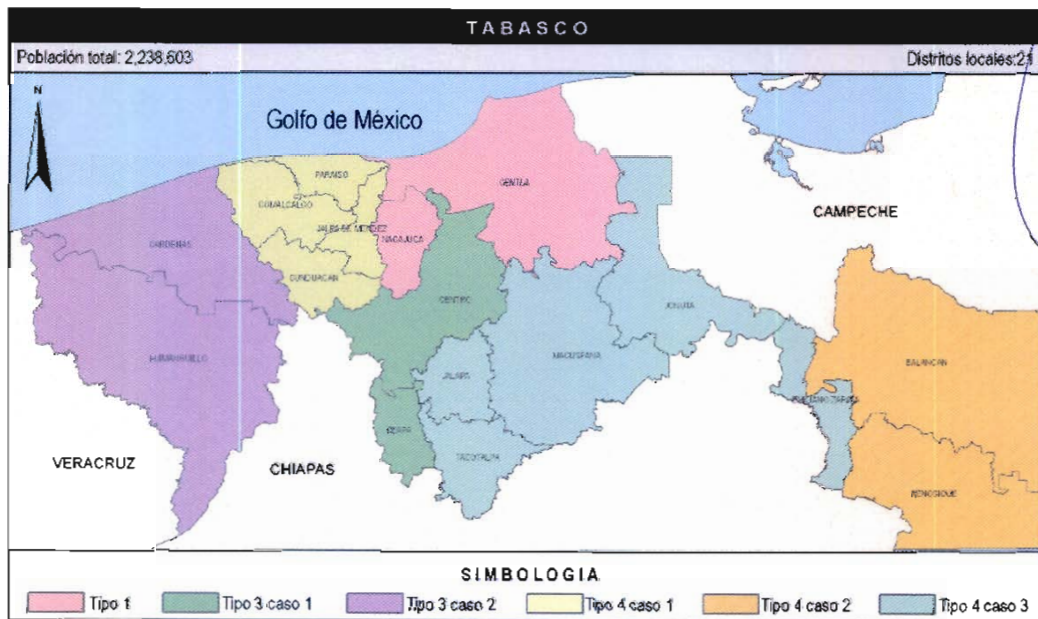 TABASCO
Población total: 2,238,603
Distritos locales:21
N
Golfo de México
PARAISO
CENTLA
COMALCALCO
CAMPECHE
JALPA DE MENDEZ
NACAJUCA
CARDENAS
CUNDUACAN
CENTRO
JONUTA
HUIMANGUILLO
MACUSPANA
BALANCAN
JALAPA
EMILIANO ZAPATA
TEAPA
VERACRUZ
CHIAPAS
TACOTALPA
TENOSIQUE
SIMBOLOGIA
Tipo 1
Tipo 3 caso 1
Tipo 3 caso 2
Tipo 4 caso 1
Tipo 4 caso 2
Tipo 4 caso 3